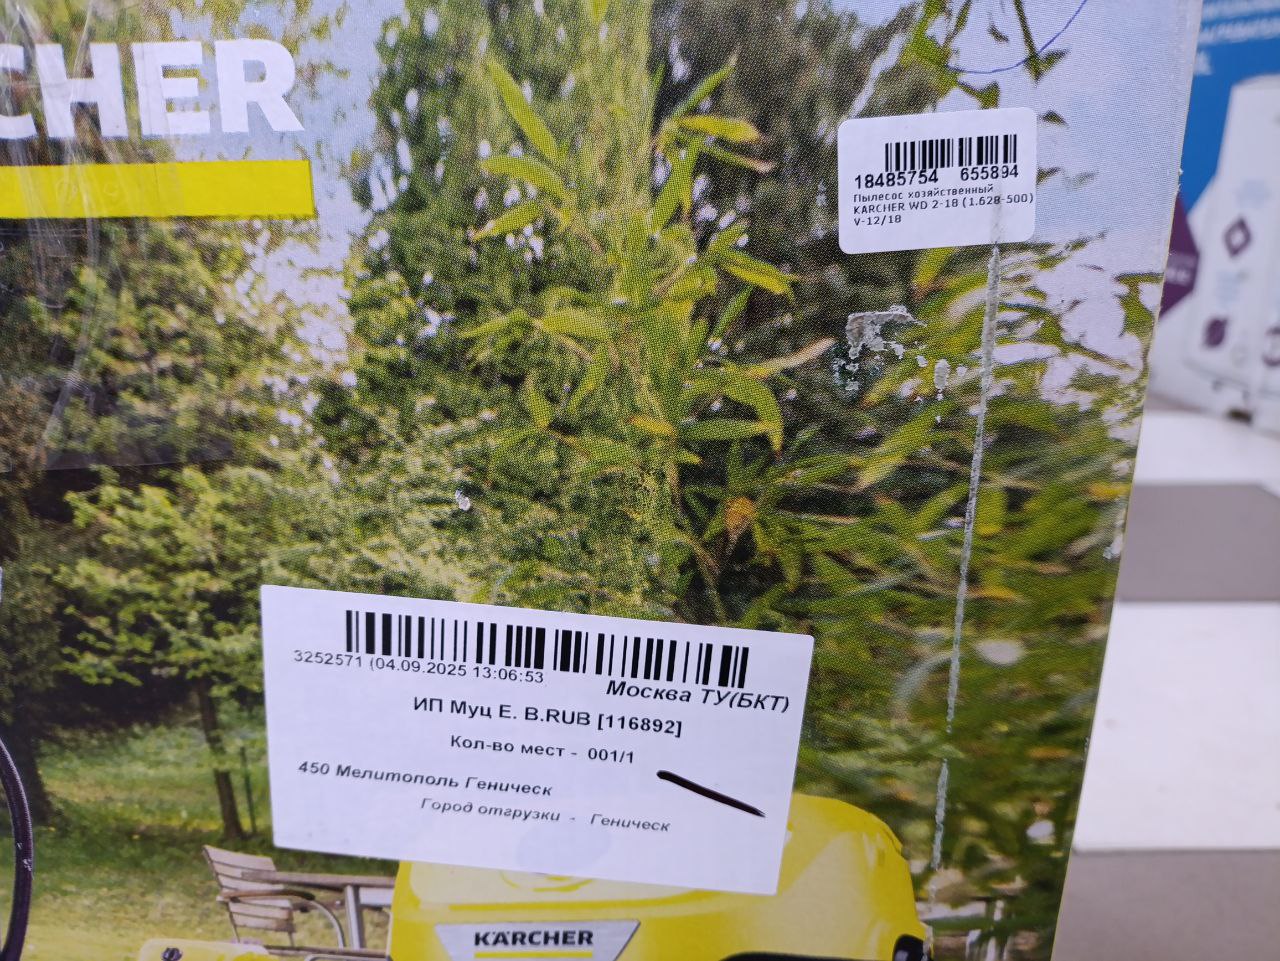 CHER
18485754 655894
Пылесос хозяйственный
KARCHER WD 2-18 (1.628-500)
V-12/18
3252571 (04.09.2025 13:06:53
Москва ТУ(БКТ)
ИП Муц Е. В.RUB [116892]
Кол-во мест - 001/1
450 Мелитополь Геническ
Город отгрузки - Геническ
KÄRCHER